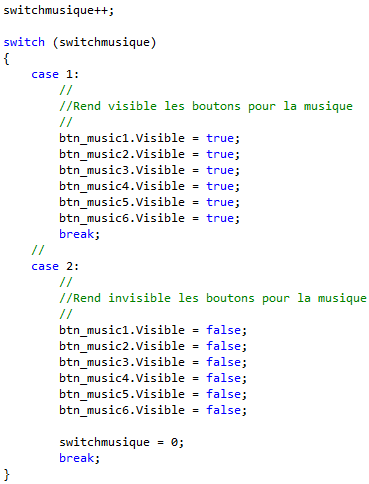 switchmusique++;

switch (switchmusique)
{
    case 1:
        //
        //Rend visible les boutons pour la musique
        //
        btn_music1.Visible = true;
        btn_music2.Visible = true;
        btn_music3.Visible = true;
        btn_music4.Visible = true;
        btn_music5.Visible = true;
        btn_music6.Visible = true;
        break;
    //
    case 2:
        //
        //Rend invisible les boutons pour la musique
        //
        btn_music1.Visible = false;
        btn_music2.Visible = false;
        btn_music3.Visible = false;
        btn_music4.Visible = false;
        btn_music5.Visible = false;
        btn_music6.Visible = false;

        switchmusique = 0;
        break;
}